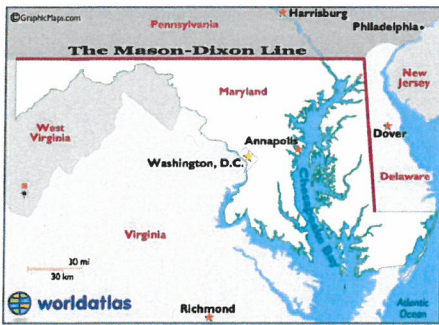 ©GraphicMaps.com
Pennsylvania
Harrisburg
Philadelphia
The Mason-Dixon Line
New
Jersey
Maryland
West
Virginia
Annapolis
Dover
Washington, D.C.
Delaware
Chesapeake Bay
Virginia
30 mi
30 km
worldatlas
Richmond
Atlantic
Ocean